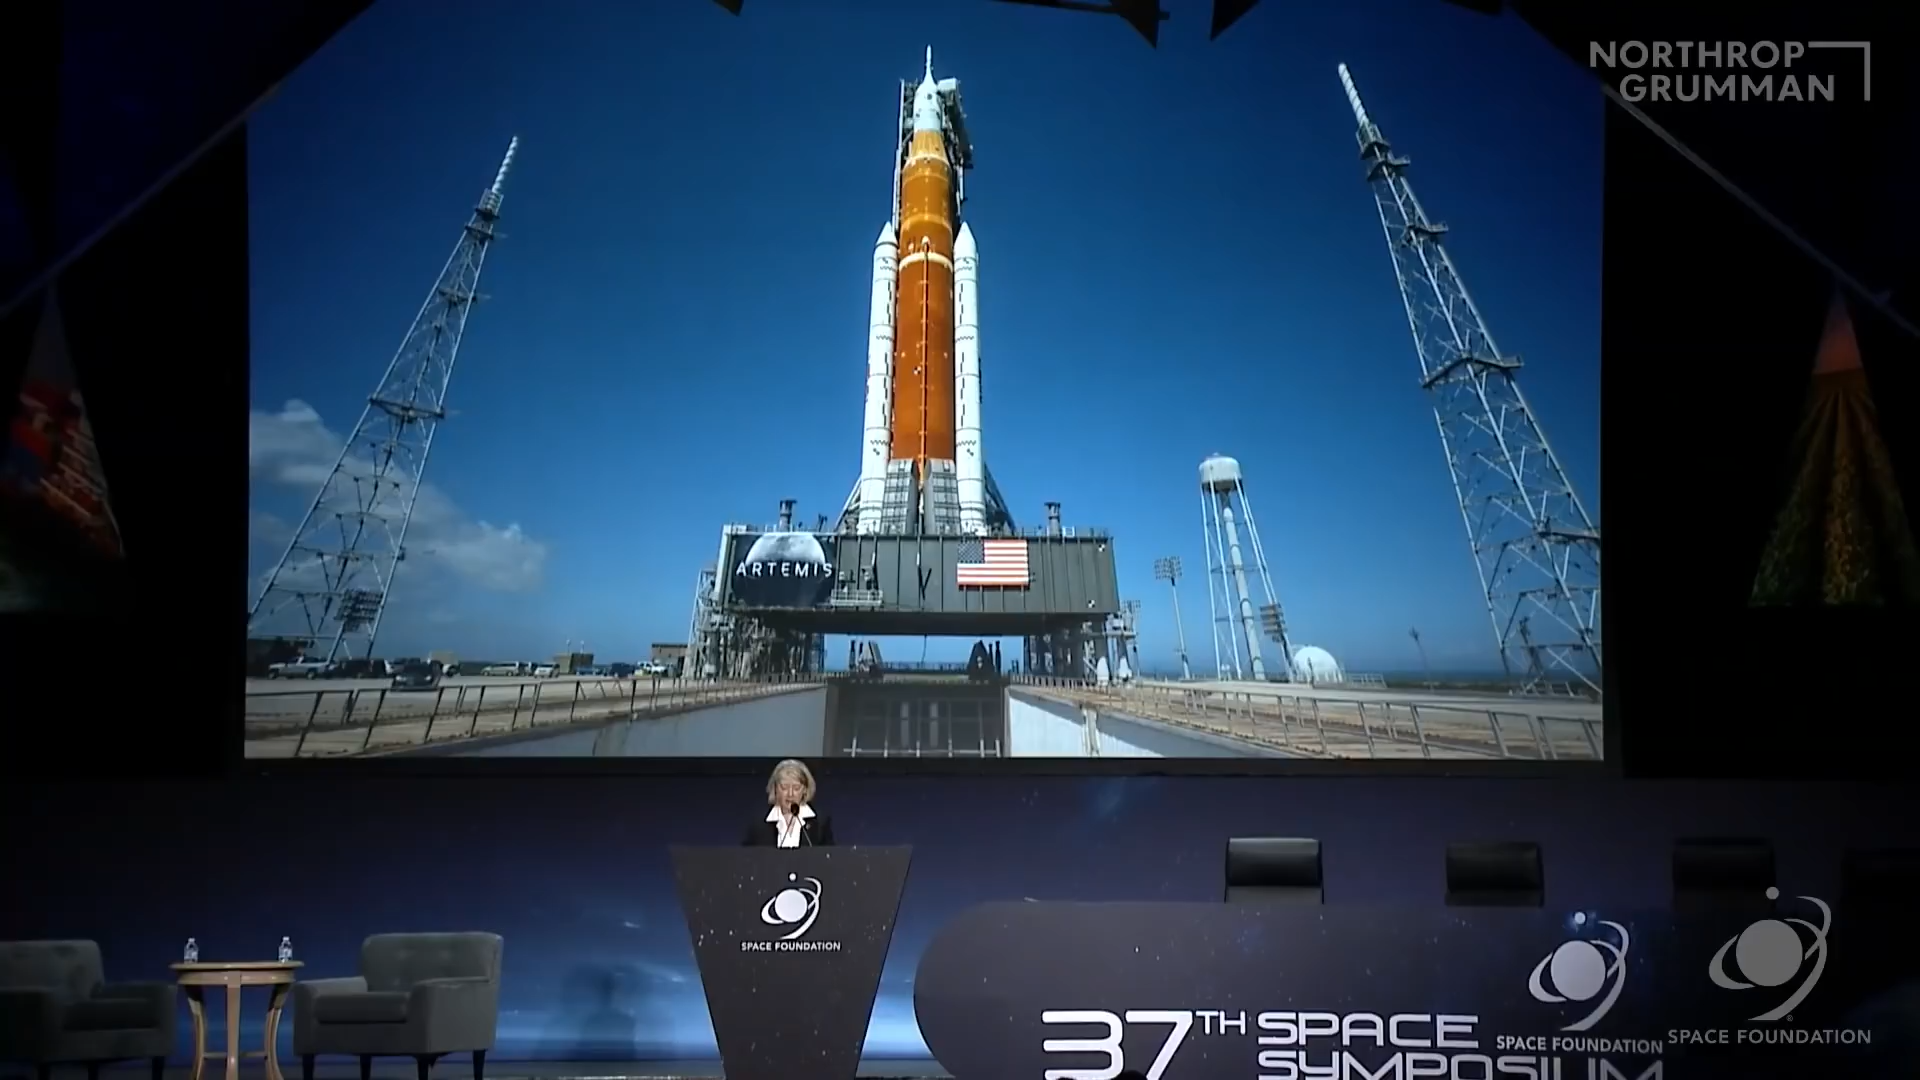 NORTHROP
GRUMMAN
ARTEMIS
SPACE FOUNDATION
37TH SPACE
SYMPOSIUM
SPACE FOUNDATION
SPACE FOUNDATION